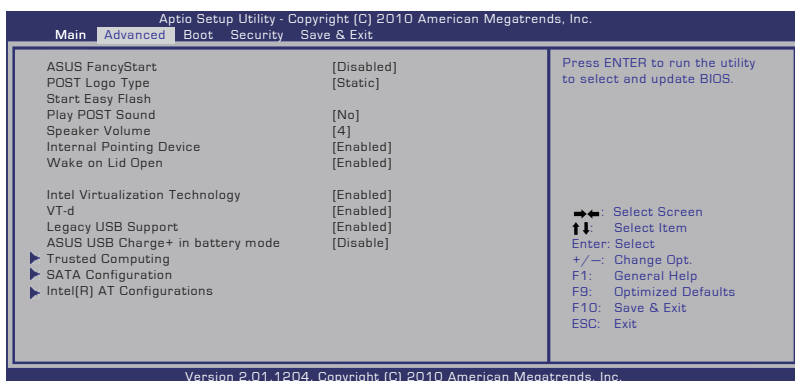 Aptio Setup Utility - Copyright (C) 2010 American Megatrends, Inc.
Main Advanced Boot Security Save & Exit
ASUS FancyStart [Disabled]
POST Logo Type [Static]
Start Easy Flash
Play POST Sound [No]
Speaker Volume [4]
Internal Pointing Device [Enabled]
Wake on Lid Open [Enabled]
Intel Virtualization Technology [Enabled]
VT-d [Enabled]
Legacy USB Support [Enabled]
ASUS USB Charge+ in battery mode [Disable]
Trusted Computing
SATA Configuration
Intel(R) AT Configurations
Press ENTER to run the utility
to select and update BIOS.
→←: Select Screen
↑↓: Select Item
Enter: Select
+/—: Change Opt.
F1: General Help
F9: Optimized Defaults
F10: Save & Exit
ESC: Exit
Version 2.01.1204. Copyright (C) 2010 American Megatrends, Inc.